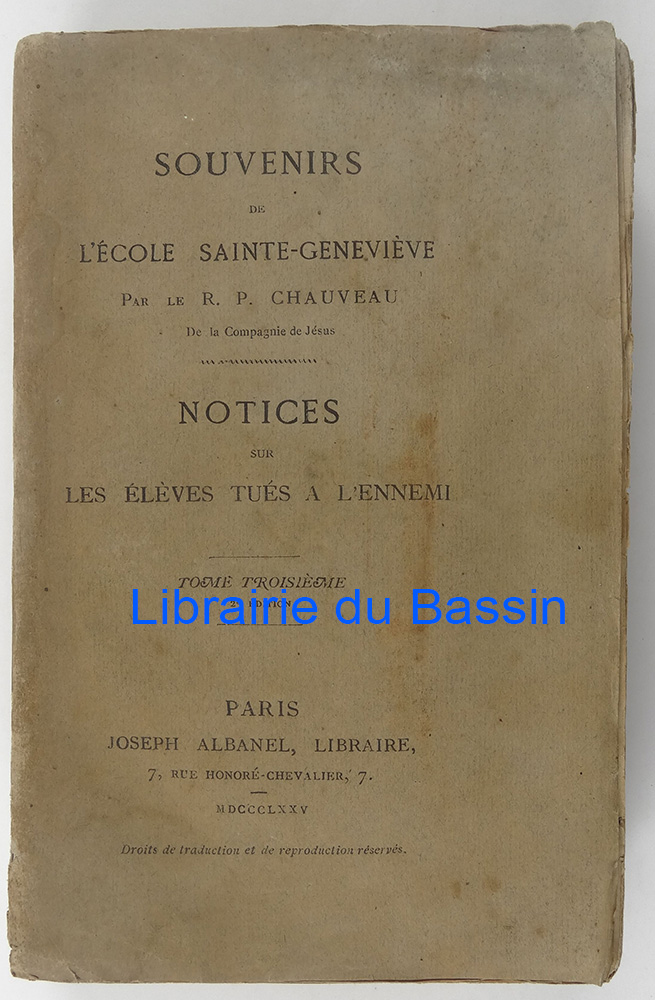 SOUVENIRS
DE
L'ÉCOLE SAINTE-GENEVIÈVE
PAR LE R. P. CHAUVEAU
De la Compagnie de Jésus
NOTICES
SUR
LES ÉLÈVES TUÉS A L'ENNEMI
TOME TROISIÈME
2e ÉDITION
Librairie du Bassin
PARIS
JOSEPH ALBANEL, LIBRAIRE,
7, RUE HONORÉ-CHEVALIER, 7.
MDCCCLXXV
Droits de traduction et de reproduction réservés.